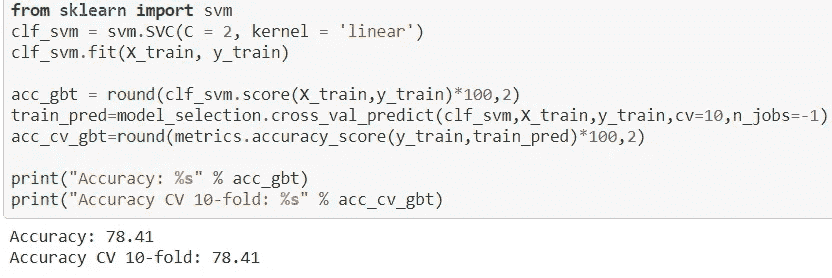 from sklearn import svm
clf_svm = svm.SVC(C = 2, kernel = 'linear')
clf_svm.fit(X_train, y_train)
acc_gbt = round(clf_svm.score(X_train,y_train)*100,2)
train_pred=model_selection.cross_val_predict(clf_svm,X_train,y_train,cv=10,n_jobs=-1)
acc_cv_gbt=round(metrics.accuracy_score(y_train,train_pred)*100,2)
print("Accuracy: %s" % acc_gbt)
print("Accuracy CV 10-fold: %s" % acc_cv_gbt)
Accuracy: 78.41
Accuracy CV 10-fold: 78.41